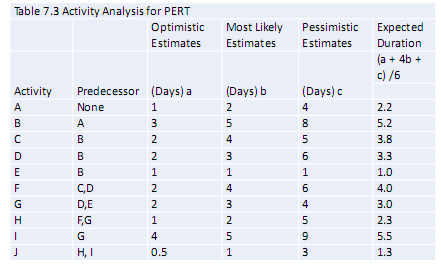 Table 7.3 Activity Analysis for PERT
Optimistic Most Likely Pessimistic Expected
Estimates Estimates Estimates Duration
(a + 4b +
c) /6
Activity Predecessor (Days) a (Days) b (Days) c
A None 1 2 4 2.2
B A 3 5 8 5.2
C B 2 4 5 3.8
D B 2 3 6 3.3
E B 1 1 1 1.0
F C,D 2 4 6 4.0
G D,E 2 3 4 3.0
H F,G 1 2 5 2.3
I G 4 5 9 5.5
J H, I 0.5 1 3 1.3